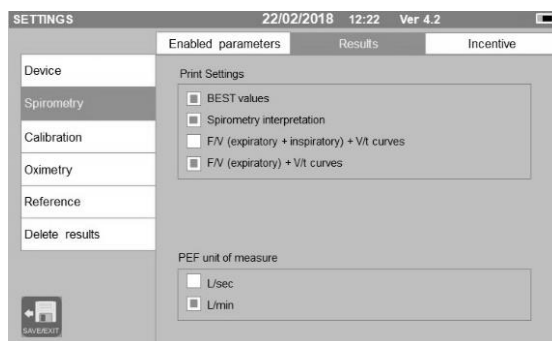 SETTINGS 22/02/2018 12:22 Ver 4.2
Enabled parameters Results Incentive
Device
Spirometry
Calibration
Oximetry
Reference
Delete results
Print Settings
BEST values
Spirometry interpretation
F/V (expiratory + inspiratory) + V/t curves
F/V (expiratory) + V/t curves
PEF unit of measure
L/sec
L/min
SAVE/EXIT